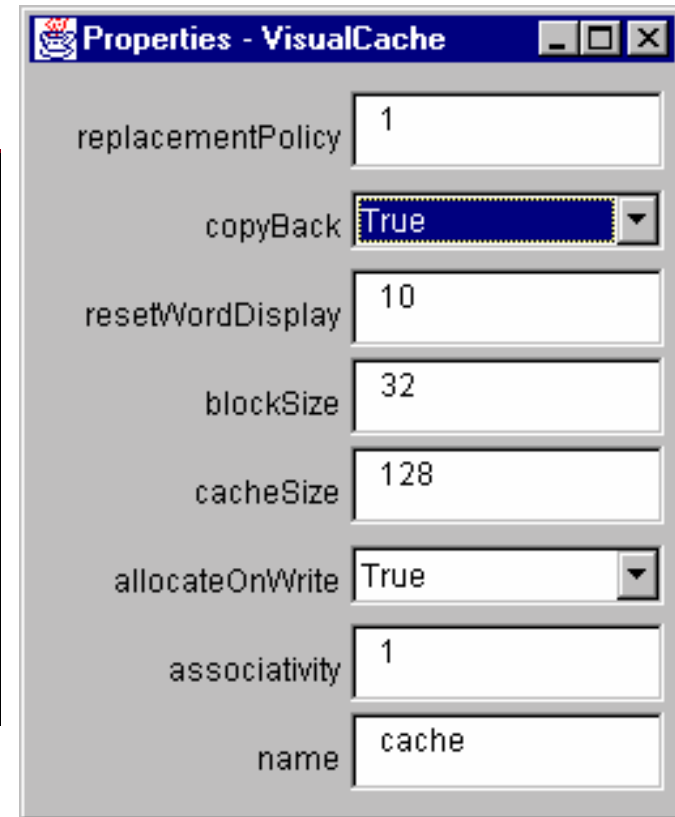 Properties - VisualCache
replacementPolicy 1
copyBack True
resetWordDisplay 10
blockSize 32
cacheSize 128
allocateOnWrite True
associativity 1
name cache